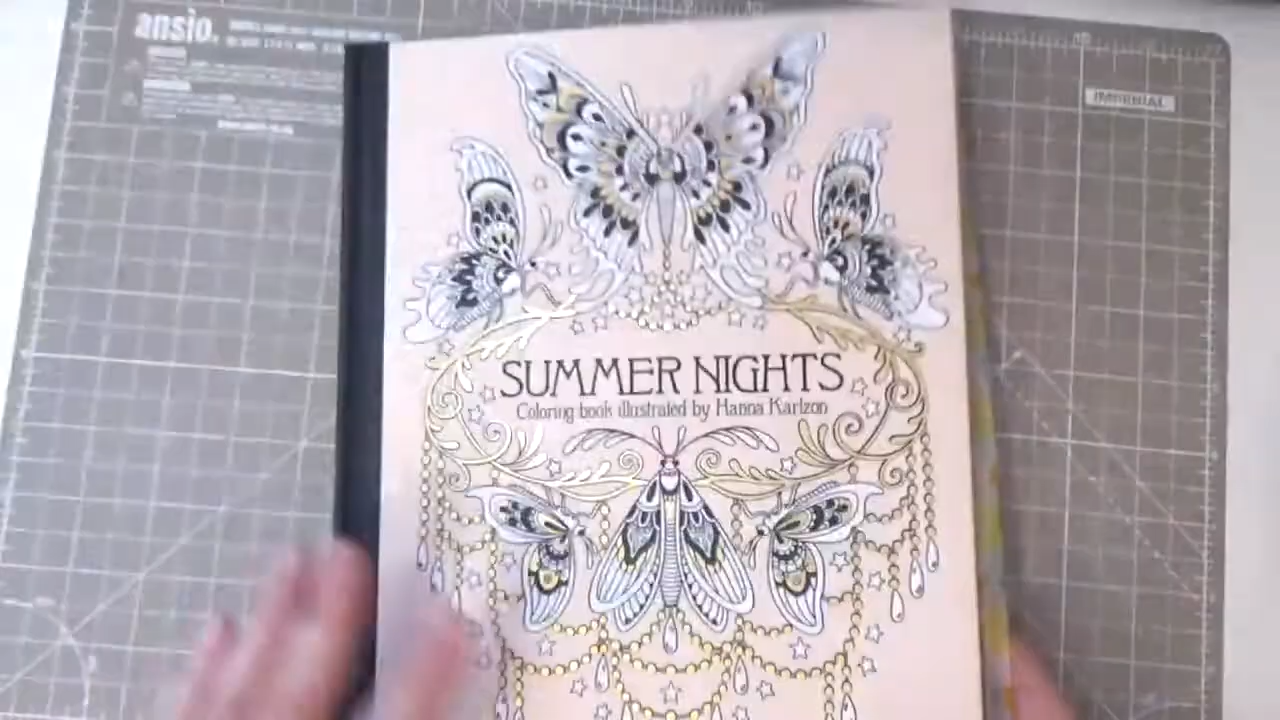 ansio.
IMPERIAL
SUMMER NIGHTS
Coloring book illustrated by Hanna Karlzon